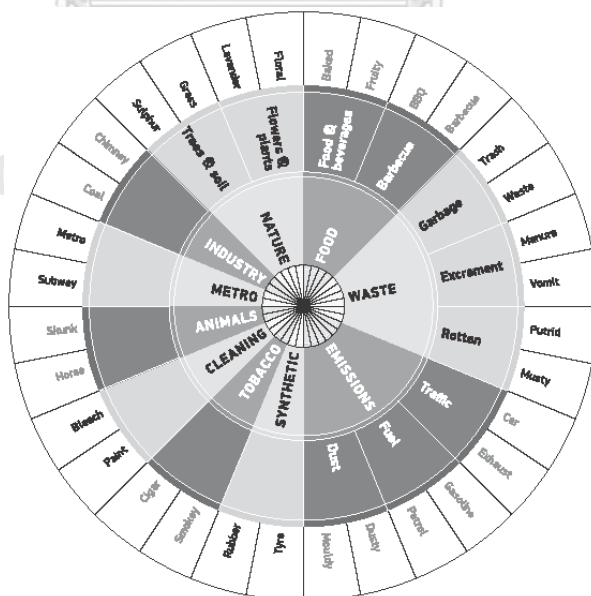 Floral
Baked
Fruity
BBQ
Barbecue
Trash
Waste
Manure
Vomit
Putrid
Musty
Car
Exhaust
Gasoline
Petrol
Dusty
Mouldy
Tyre
Rubber
Smokey
Cigar
Paint
Bleach
Horse
Skunk
Subway
Metro
Coal
Chimney
Sulphur
Grass
Lavender
Flowers &
plants
Food &
beverages
Barbecue
Garbage
Excrement
Rotten
Traffic
Fuel
Dust
Trees & soil
NATURE
FOOD
WASTE
EMISSIONS
SYNTHETIC
TOBACCO
CLEANING
ANIMALS
METRO
INDUSTRY